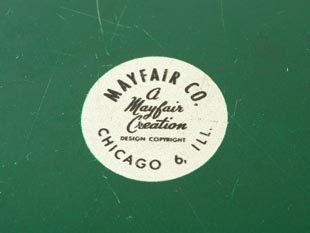 MAYFAIR CO.
A
Mayfair
Creation
DESIGN COPYRIGHT
CHICAGO 6, ILL.